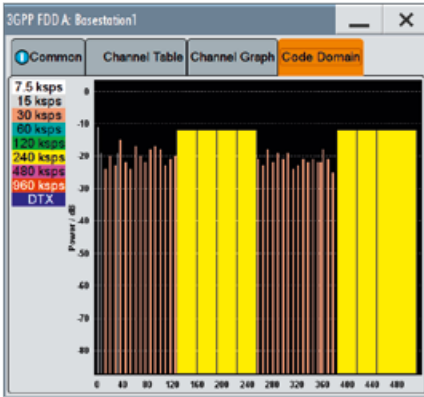 3GPP FDD A: Basestation1
Common Channel Table Channel Graph Code Domain
7.5 ksps
15 ksps
30 ksps
60 ksps
120 ksps
240 ksps
480 ksps
960 ksps
DTX
Power / dB
0
-10
-20
-30
-40
-50
-60
-70
-80
0 40 80 120 160 200 240 280 320 360 400 440 480